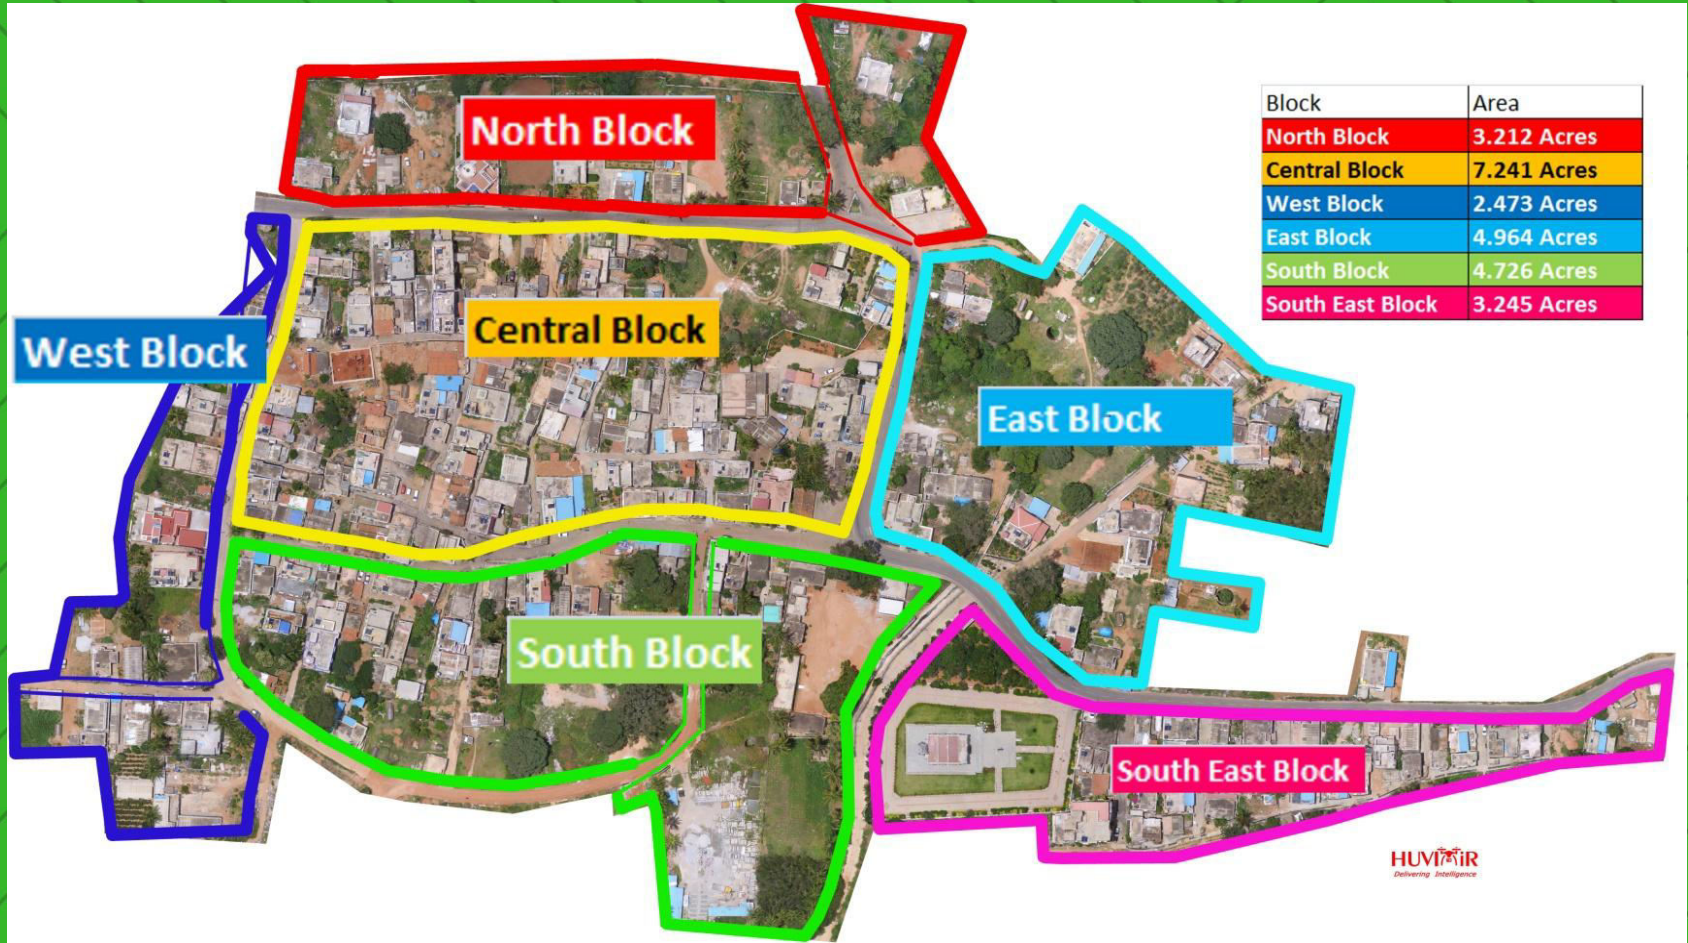 North Block
Block Area
North Block 3.212 Acres
Central Block 7.241 Acres
West Block 2.473 Acres
East Block 4.964 Acres
South Block 4.726 Acres
South East Block 3.245 Acres
Central Block
West Block
East Block
South Block
South East Block
HUVIAiR
Delivering Intelligence